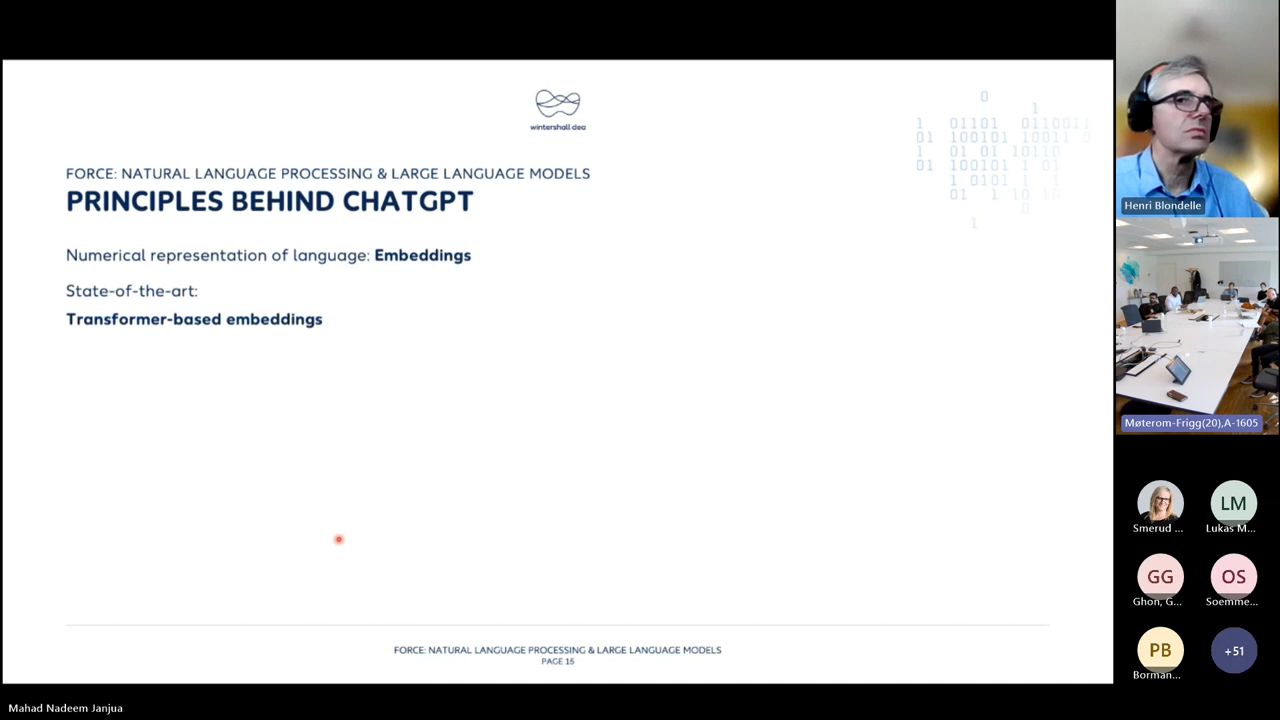 wintershall dea
FORCE: NATURAL LANGUAGE PROCESSING & LARGE LANGUAGE MODELS
PRINCIPLES BEHIND CHATGPT
Numerical representation of language: Embeddings
State-of-the-art:
Transformer-based embeddings
FORCE: NATURAL LANGUAGE PROCESSING & LARGE LANGUAGE MODELS
PAGE 15
Henri Blondelle
Møterom-Frigg(20),A-1605
Smerud ...
LM
Lukas M...
GG
Ghon, G...
OS
Soemme...
PB
Borman...
+51
Mahad Nadeem Janjua